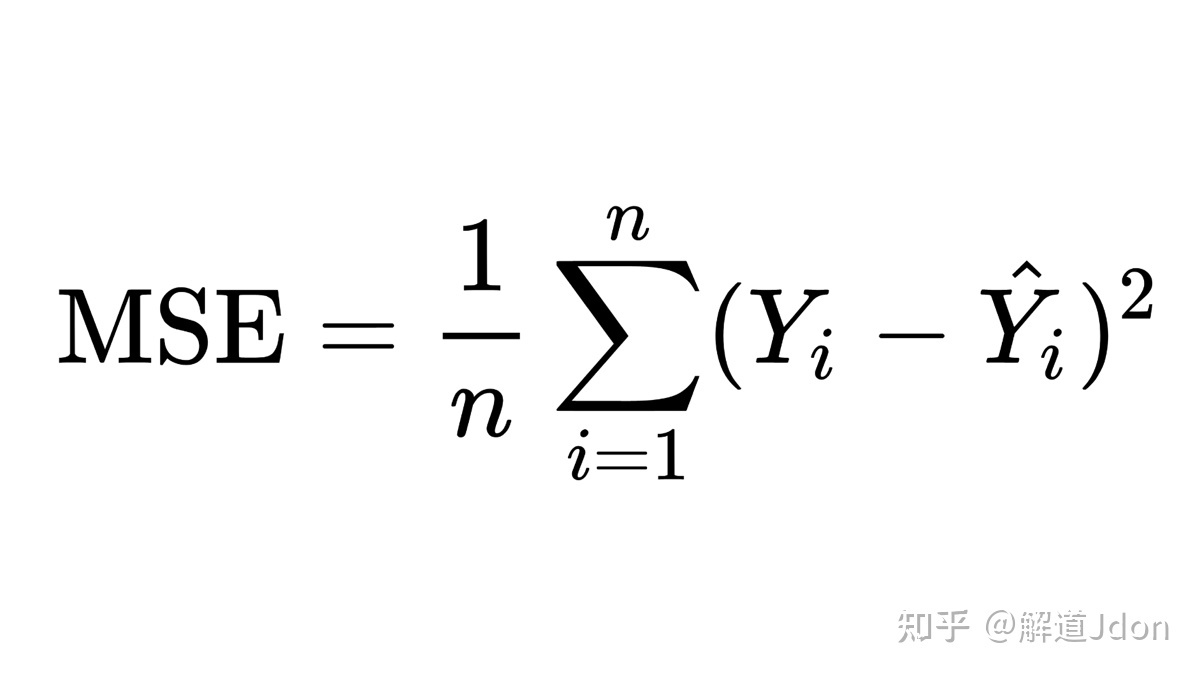 MSE = \frac{1}{n} \sum_{i=1}^{n} (Y_i - \hat{Y}_i)^2
知乎 @解道Jdon